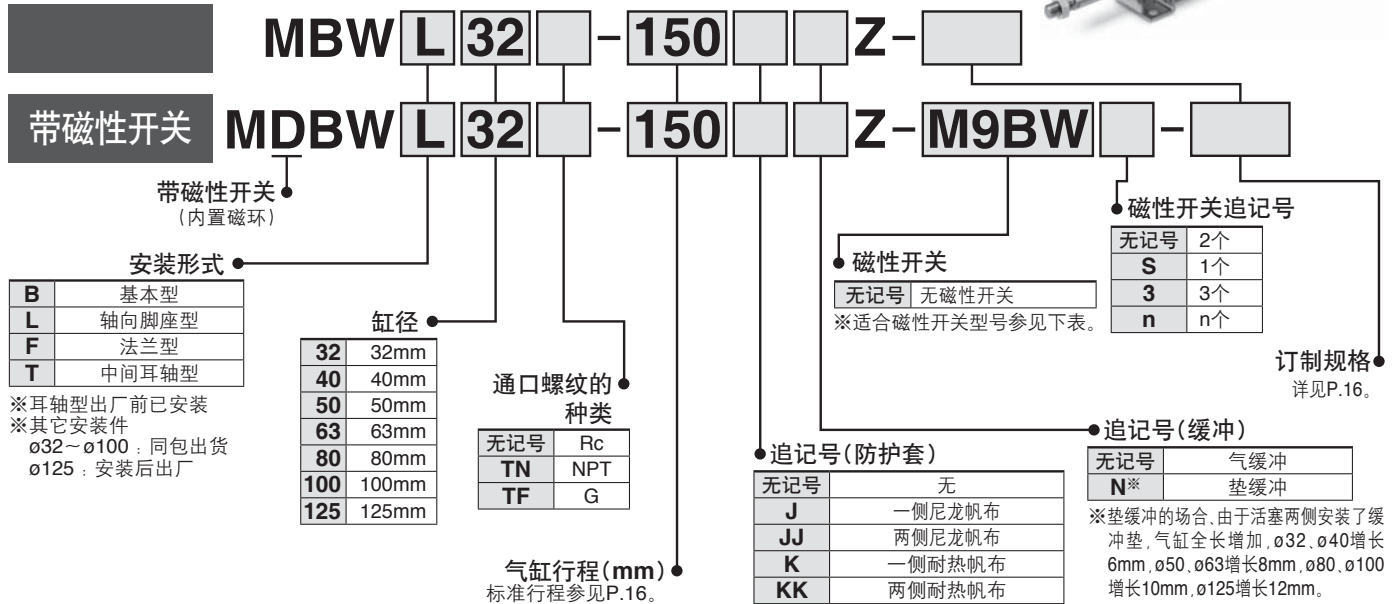 MBW L 32 -150 Z-
带磁性开关 MDBW L 32 -150 Z-M9BW -
带磁性开关
(内置磁环)
安装形式
B 基本型
L 轴向脚座型
F 法兰型
T 中间耳轴型
※耳轴型出厂前已安装
※其它安装件
ø32~ø100：同包出货
ø125：安装后出厂
缸径
32 32mm
40 40mm
50 50mm
63 63mm
80 80mm
100 100mm
125 125mm
通口螺纹的
种类
无记号 Rc
TN NPT
TF G
气缸行程(mm)
标准行程参见P.16。
追记号(防护套)
无记号 无
J 一侧尼龙帆布
JJ 两侧尼龙帆布
K 一侧耐热帆布
KK 两侧耐热帆布
磁性开关
无记号 无磁性开关
※适合磁性开关型号参见下表。
磁性开关追记号
无记号 2个
S 1个
3 3个
n n个
订制规格
详见P.16。
追记号(缓冲)
无记号 气缓冲
N※ 垫缓冲
※垫缓冲的场合、由于活塞两侧安装了缓
冲垫,气缸全长增加,ø32、ø40增长
6mm,ø50、ø63增长8mm,ø80、ø100
增长10mm,ø125增长12mm。